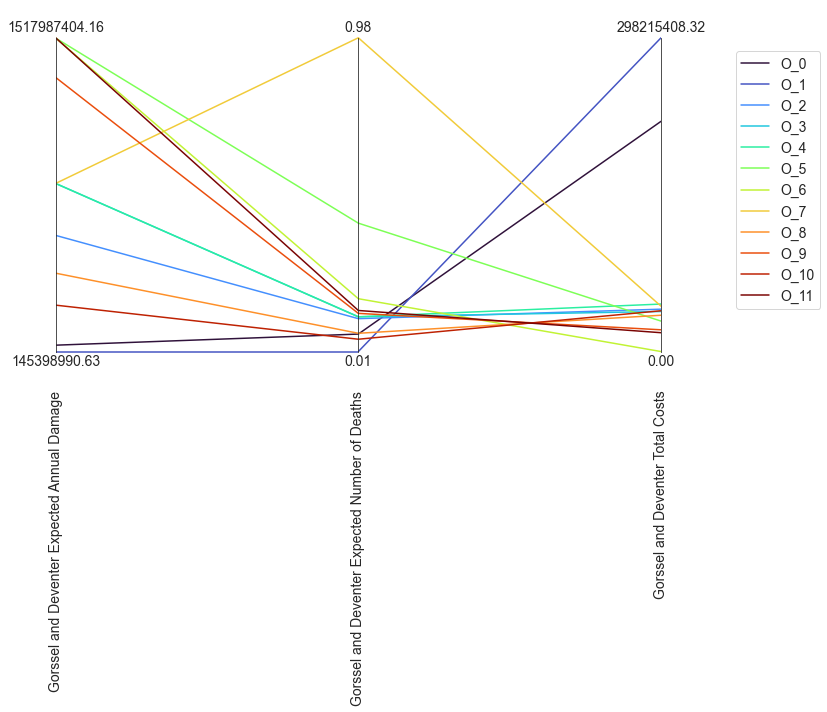 1517987404.16
0.98
298215408.32
O_0
O_1
O_2
O_3
O_4
O_5
O_6
O_7
O_8
O_9
O_10
O_11
145398990.63
0.01
0.00
Gorssel and Deventer Expected Annual Damage
Gorssel and Deventer Expected Number of Deaths
Gorssel and Deventer Total Costs